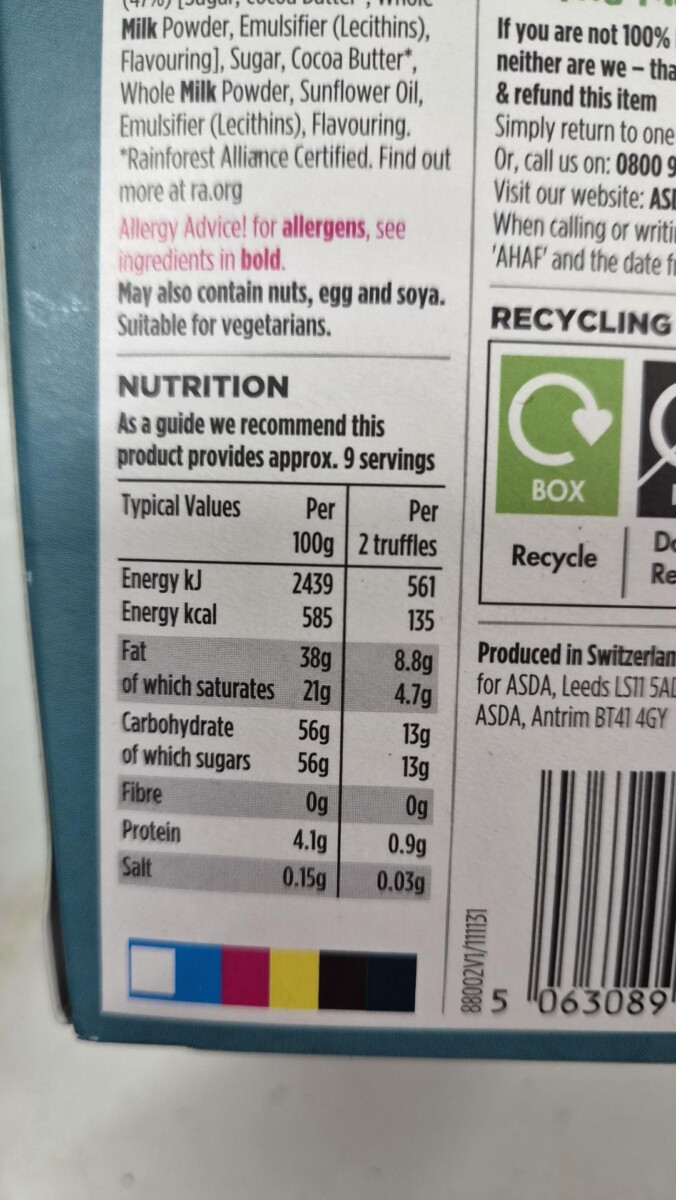 Milk Powder, Emulsifier (Lecithins),
Flavouring], Sugar, Cocoa Butter*,
Whole Milk Powder, Sunflower Oil,
Emulsifier (Lecithins), Flavouring.
*Rainforest Alliance Certified. Find out
more at ra.org
Allergy Advice! for allergens, see
ingredients in bold.
May also contain nuts, egg and soya.
Suitable for vegetarians.
NUTRITION
As a guide we recommend this
product provides approx. 9 servings
Typical Values Per 100g Per 2 truffles
Energy kJ 2439 561
Energy kcal 585 135
Fat 38g 8.8g
of which saturates 21g 4.7g
Carbohydrate 56g 13g
of which sugars 56g 13g
Fibre 0g 0g
Protein 4.1g 0.9g
Salt 0.15g 0.03g
If you are not 100%
neither are we –
& refund this item
Simply return to one
Or, call us on: 0800 9
Visit our website:
When calling or
'AHAF' and the date
RECYCLING
BOX
Recycle
Produced in
for ASDA, Leeds LS11
ASDA, Antrim BT41 4GY
88002V1/111131
5 063089